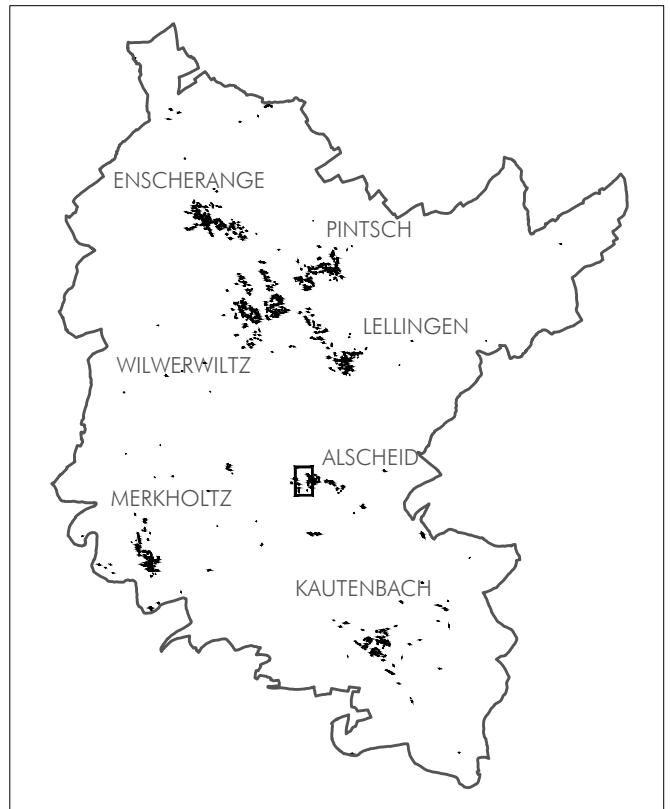 ENSCHERANGE
PINTSCH
LELLINGEN
WILWERWILTZ
ALSCHEID
MERKHOLTZ
KAUTENBACH